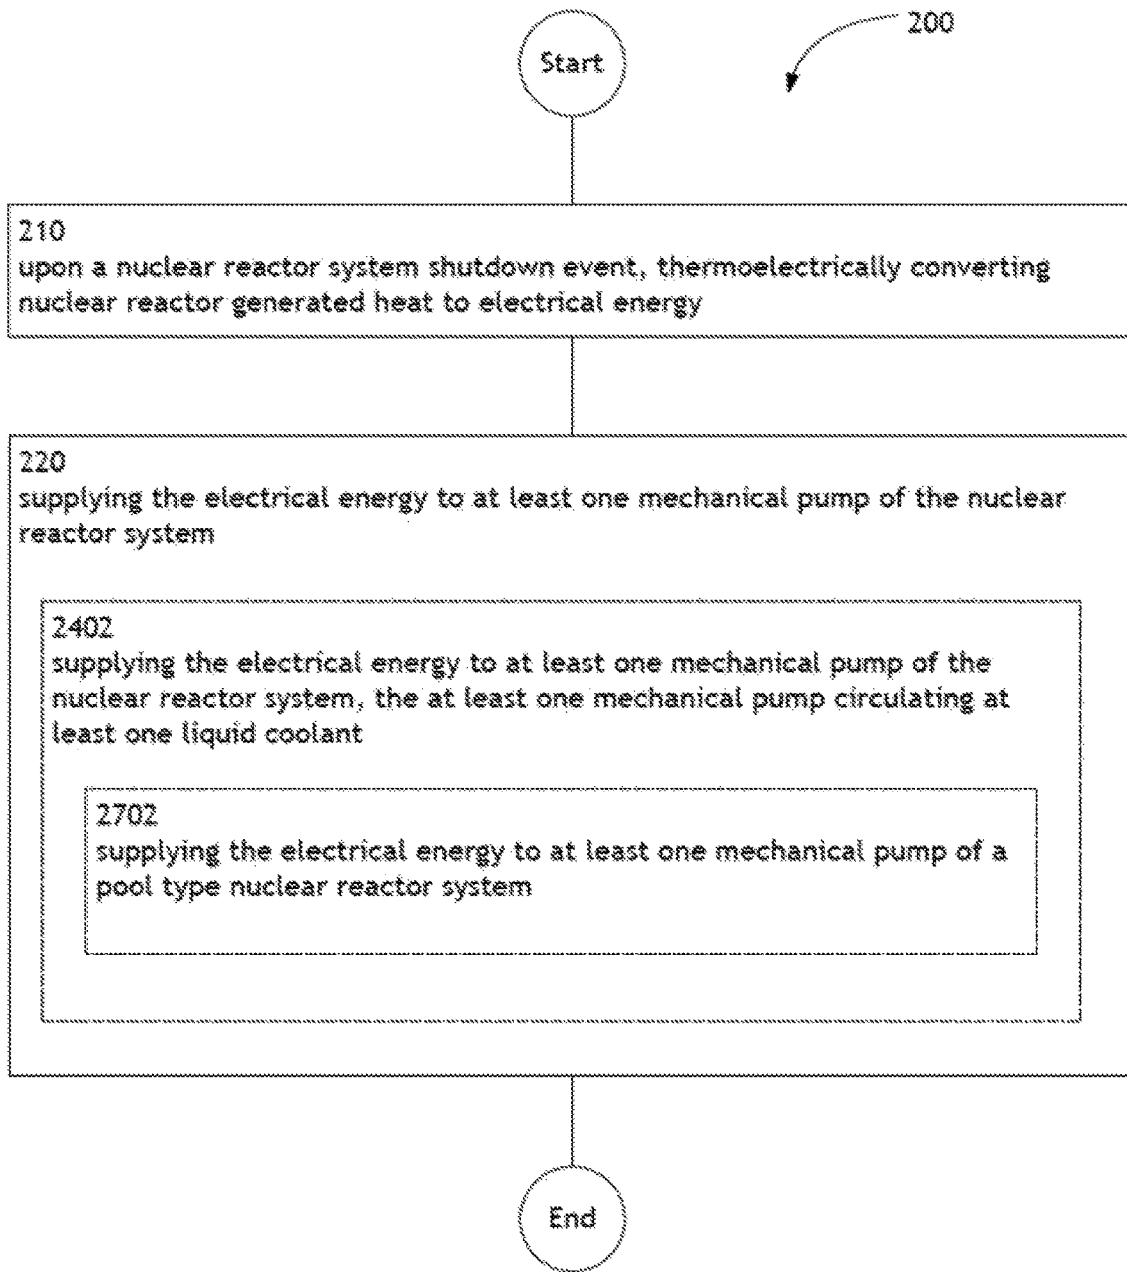 200
Start
210
upon a nuclear reactor system shutdown event, thermoelectrically converting
nuclear reactor generated heat to electrical energy
220
supplying the electrical energy to at least one mechanical pump of the nuclear
reactor system
2402
supplying the electrical energy to at least one mechanical pump of the
nuclear reactor system, the at least one mechanical pump circulating at
least one liquid coolant
2702
supplying the electrical energy to at least one mechanical pump of a
pool type nuclear reactor system
End